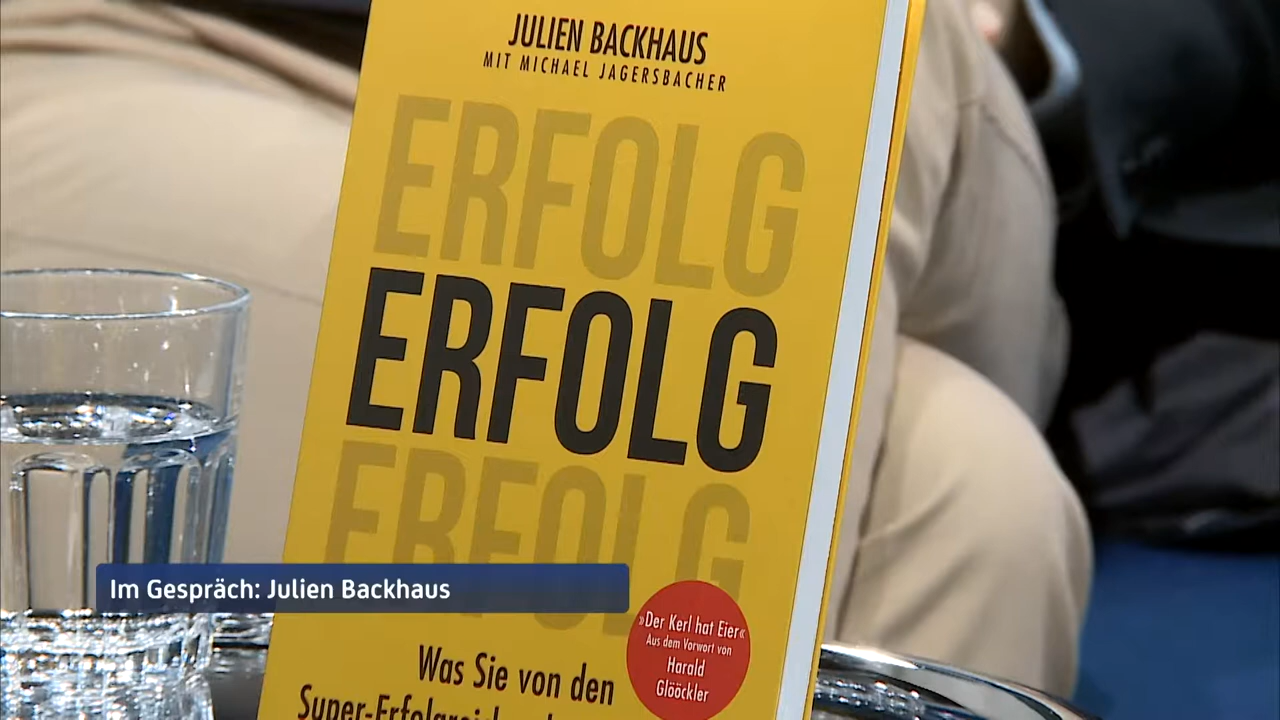 JULIEN BACKHAUS
MIT MICHAEL JAGERSBACHER
ERFOLG
ERFOLG
ERFOLG
Im Gespräch: Julien Backhaus
»Der Kerl hat Eier«
Aus dem Vorwort von
Harald
Glööckler
Was Sie von den